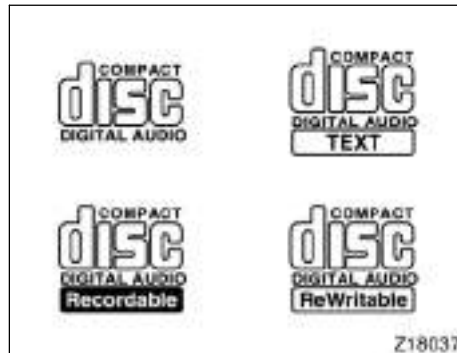 COMPACT
disc
DIGITAL AUDIO
COMPACT
disc
DIGITAL AUDIO
TEXT
COMPACT
disc
DIGITAL AUDIO
Recordable
COMPACT
disc
DIGITAL AUDIO
ReWritable
Z18037